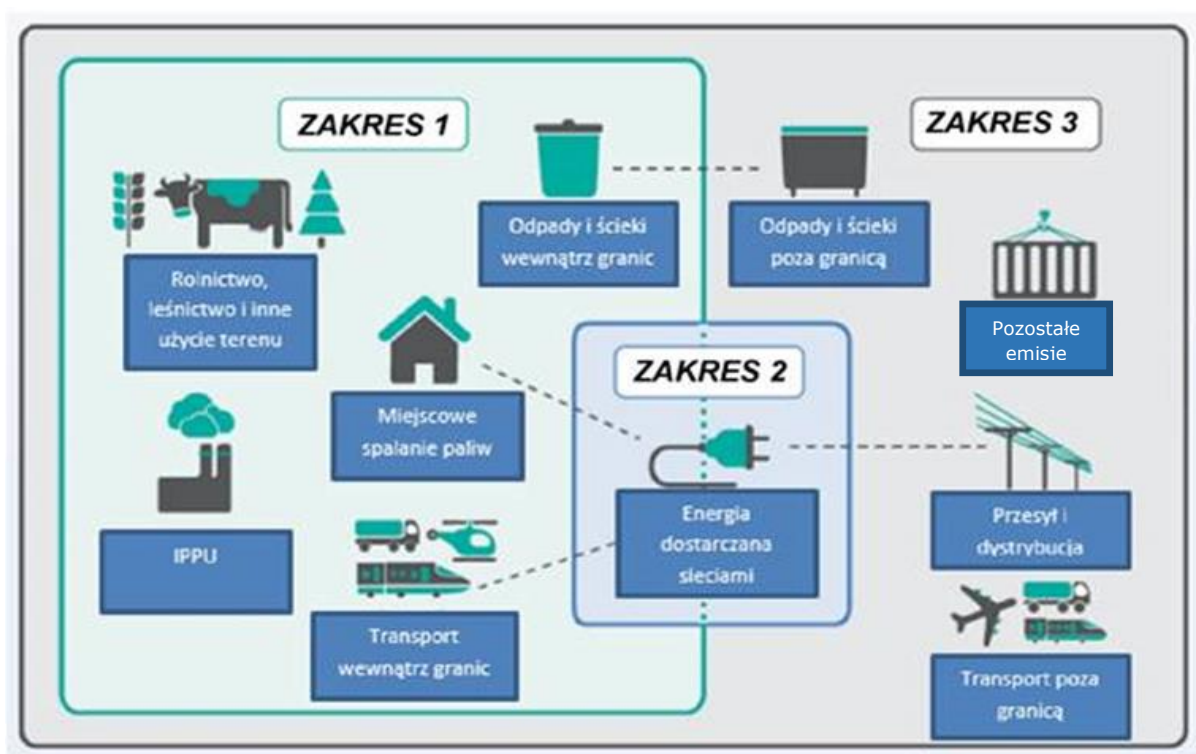 ZAKRES 1
ZAKRES 3
Odpady i ścieki
wewnątrz granic
Odpady i ścieki
poza granicą
Rolnictwo,
leśnictwo i inne
użycie terenu
Pozostałe
emisie
ZAKRES 2
Miejscowe
spalanie paliw
Energia
dostarczana
sieciami
Przesył i
dystrybucja
IPPU
Transport
wewnątrz granic
Transport poza
granicą